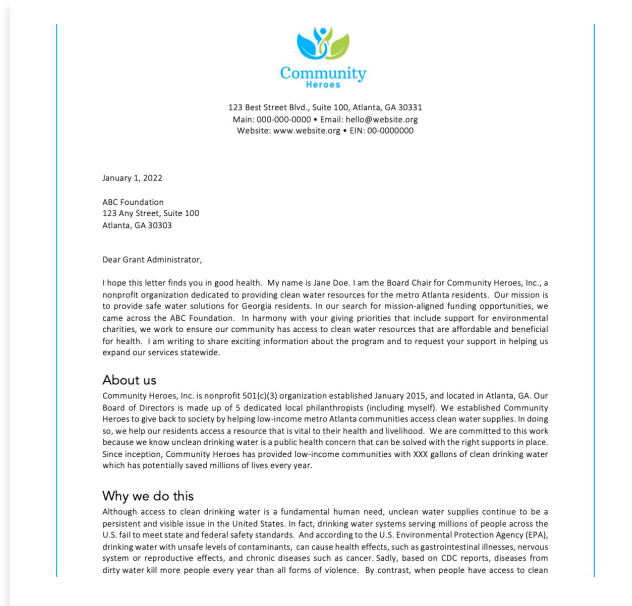 Community
Heroes
123 Best Street Blvd., Suite 100, Atlanta, GA 30331
Main: 000-000-0000 • Email: hello@website.org
Website: www.website.org • EIN: 00-0000000
January 1, 2022
ABC Foundation
123 Any Street, Suite 100
Atlanta, GA 30303
Dear Grant Administrator,
I hope this letter finds you in good health. My name is Jane Doe. I am the Board Chair for Community Heroes, Inc., a
nonprofit organization dedicated to providing clean water resources for the metro Atlanta residents. Our mission is
to provide safe water solutions for Georgia residents. In our search for mission-aligned funding opportunities, we
came across the ABC Foundation. In harmony with your giving priorities that include support for environmental
charities, we work to ensure our community has access to clean water resources that are affordable and beneficial
for health. I am writing to share exciting information about the program and to request your support in helping us
expand our services statewide.
About us
Community Heroes, Inc. is nonprofit 501(c)(3) organization established January 2015, and located in Atlanta, GA. Our
Board of Directors is made up of 5 dedicated local philanthropists (including myself). We established Community
Heroes to give back to society by helping low-income metro Atlanta communities access clean water supplies. In doing
so, we help our residents access a resource that is vital to their health and livelihood. We are committed to this work
because we know unclean drinking water is a public health concern that can be solved with the right supports in place.
Since inception, Community Heroes has provided low-income communities with XXX gallons of clean drinking water
which has potentially saved millions of lives every year.
Why we do this
Although access to clean drinking water is a fundamental human need, unclean water supplies continue to be a
persistent and visible issue in the United States. In fact, drinking water systems serving millions of people across the
U.S. fail to meet state and federal safety standards. And according to the U.S. Environmental Protection Agency (EPA),
drinking water with unsafe levels of contaminants, can cause health effects, such as gastrointestinal illnesses, nervous
system or reproductive effects, and chronic diseases such as cancer. Sadly, based on CDC reports, diseases from
dirty water kill more people every year than all forms of violence. By contrast, when people have access to clean